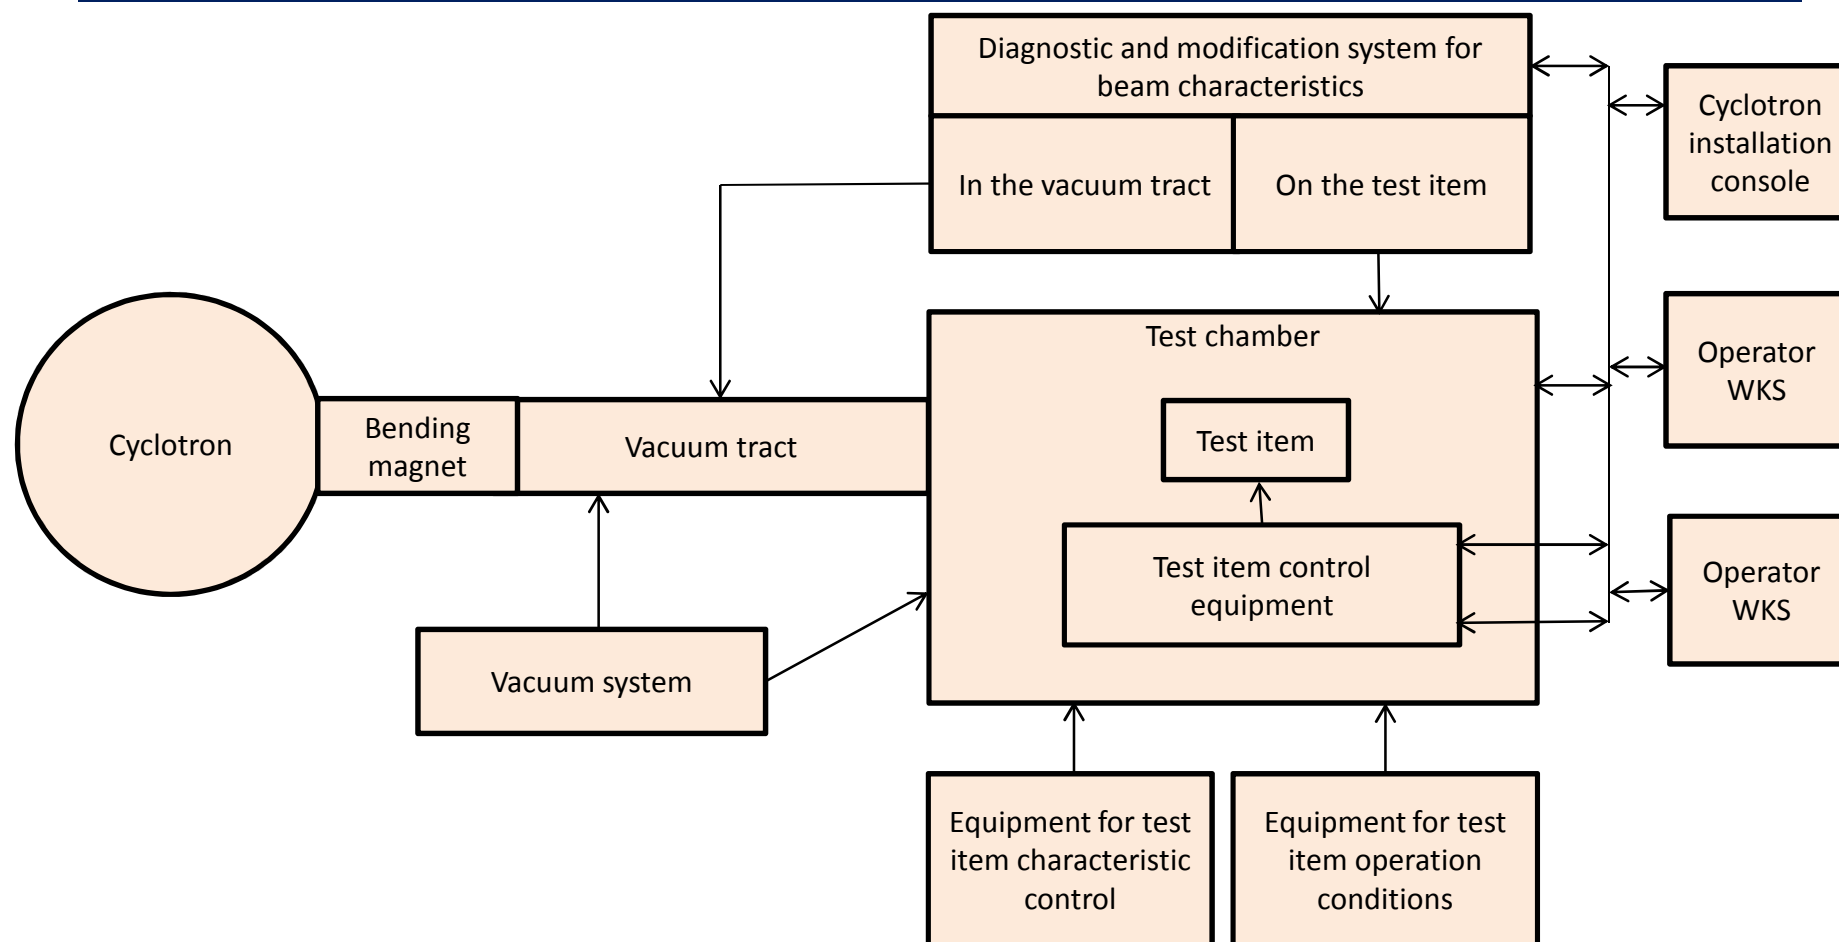 Diagnostic and modification system for
beam characteristics
In the vacuum tract
On the test item
Cyclotron
installation
console
Test chamber
Operator
WKS
Cyclotron
Bending
magnet
Vacuum tract
Test item
Test item control
equipment
Operator
WKS
Vacuum system
Equipment for test
item characteristic
control
Equipment for test
item operation
conditions